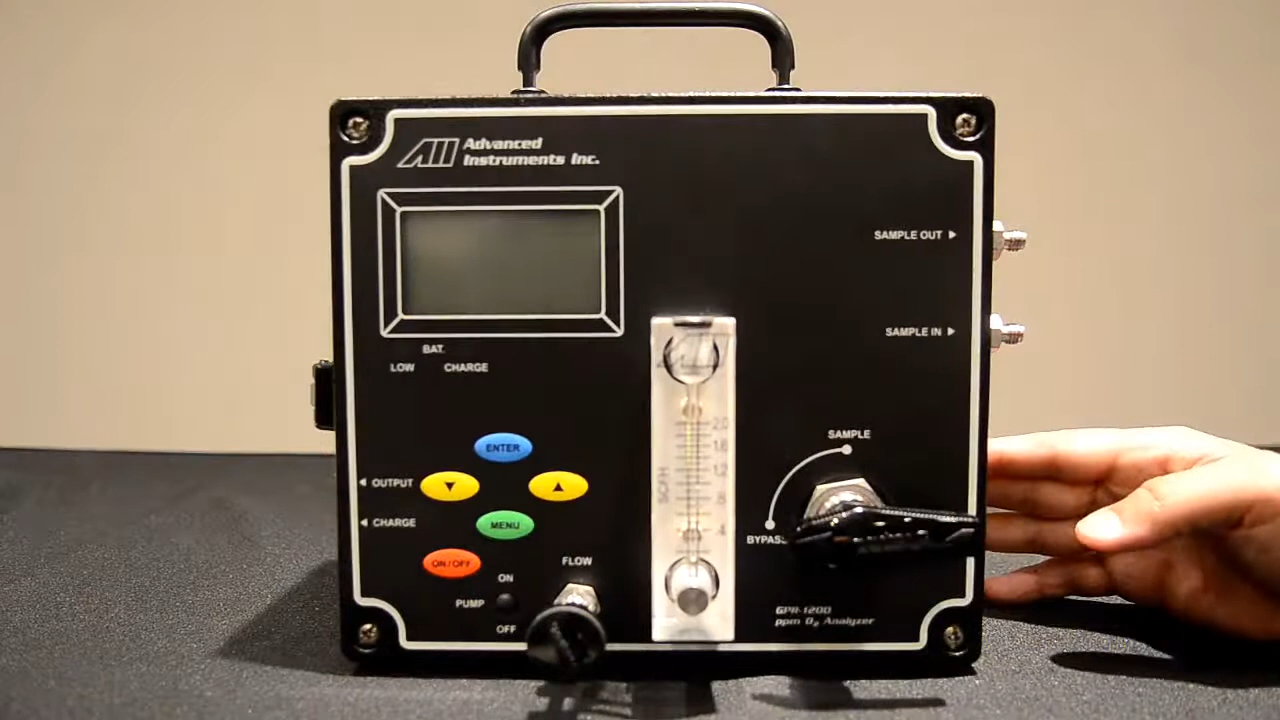 AII Advanced
Instruments Inc.
SAMPLE OUT
SAMPLE IN
BAT.
LOW CHARGE
ENTER
OUTPUT
CHARGE
MENU
ON/OFF
ON
PUMP
OFF
FLOW
SCFH
2.0
1.6
1.2
.8
.4
SAMPLE
BYPASS
GPR-1200
ppm O₂ Analyzer